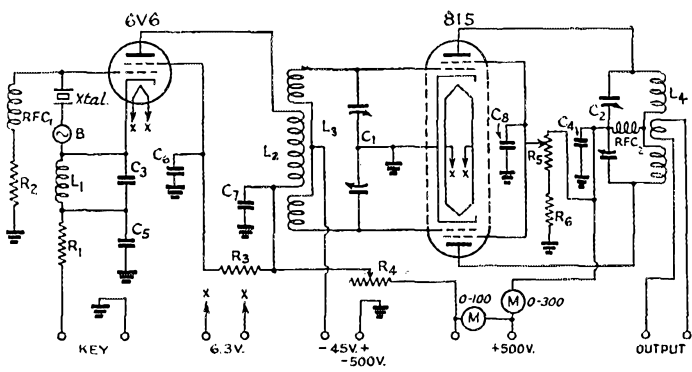 6V6
815
Xtal.
RFC1
B
L1
C3
R2
C5
R1
x x
C6
C7
L2
L3
C1
x x
C8
R5
R6
C4
C2
RFC2
L4
R3
R4
x x
0-100
M
M
0-300
KEY
6.3V.
-45V.+
-500V.
+500V.
OUTPUT